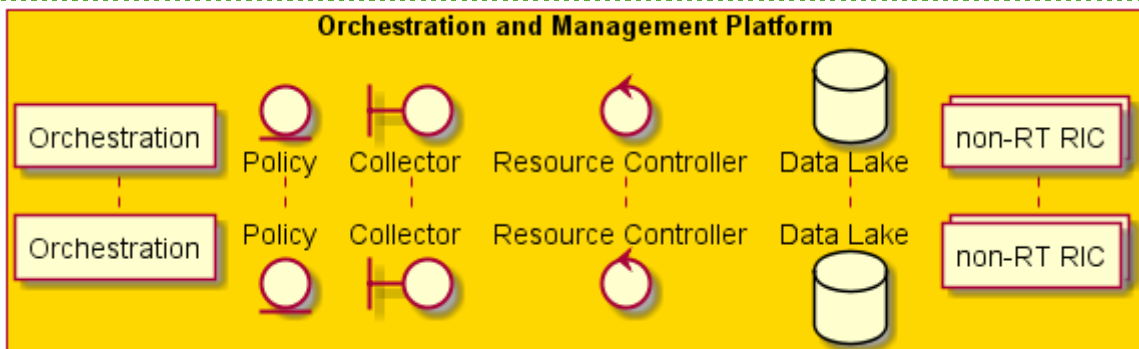 Orchestration and Management Platform
Orchestration
Policy
Collector
Resource Controller
Data Lake
non-RT RIC
Orchestration
Policy
Collector
Resource Controller
Data Lake
non-RT RIC